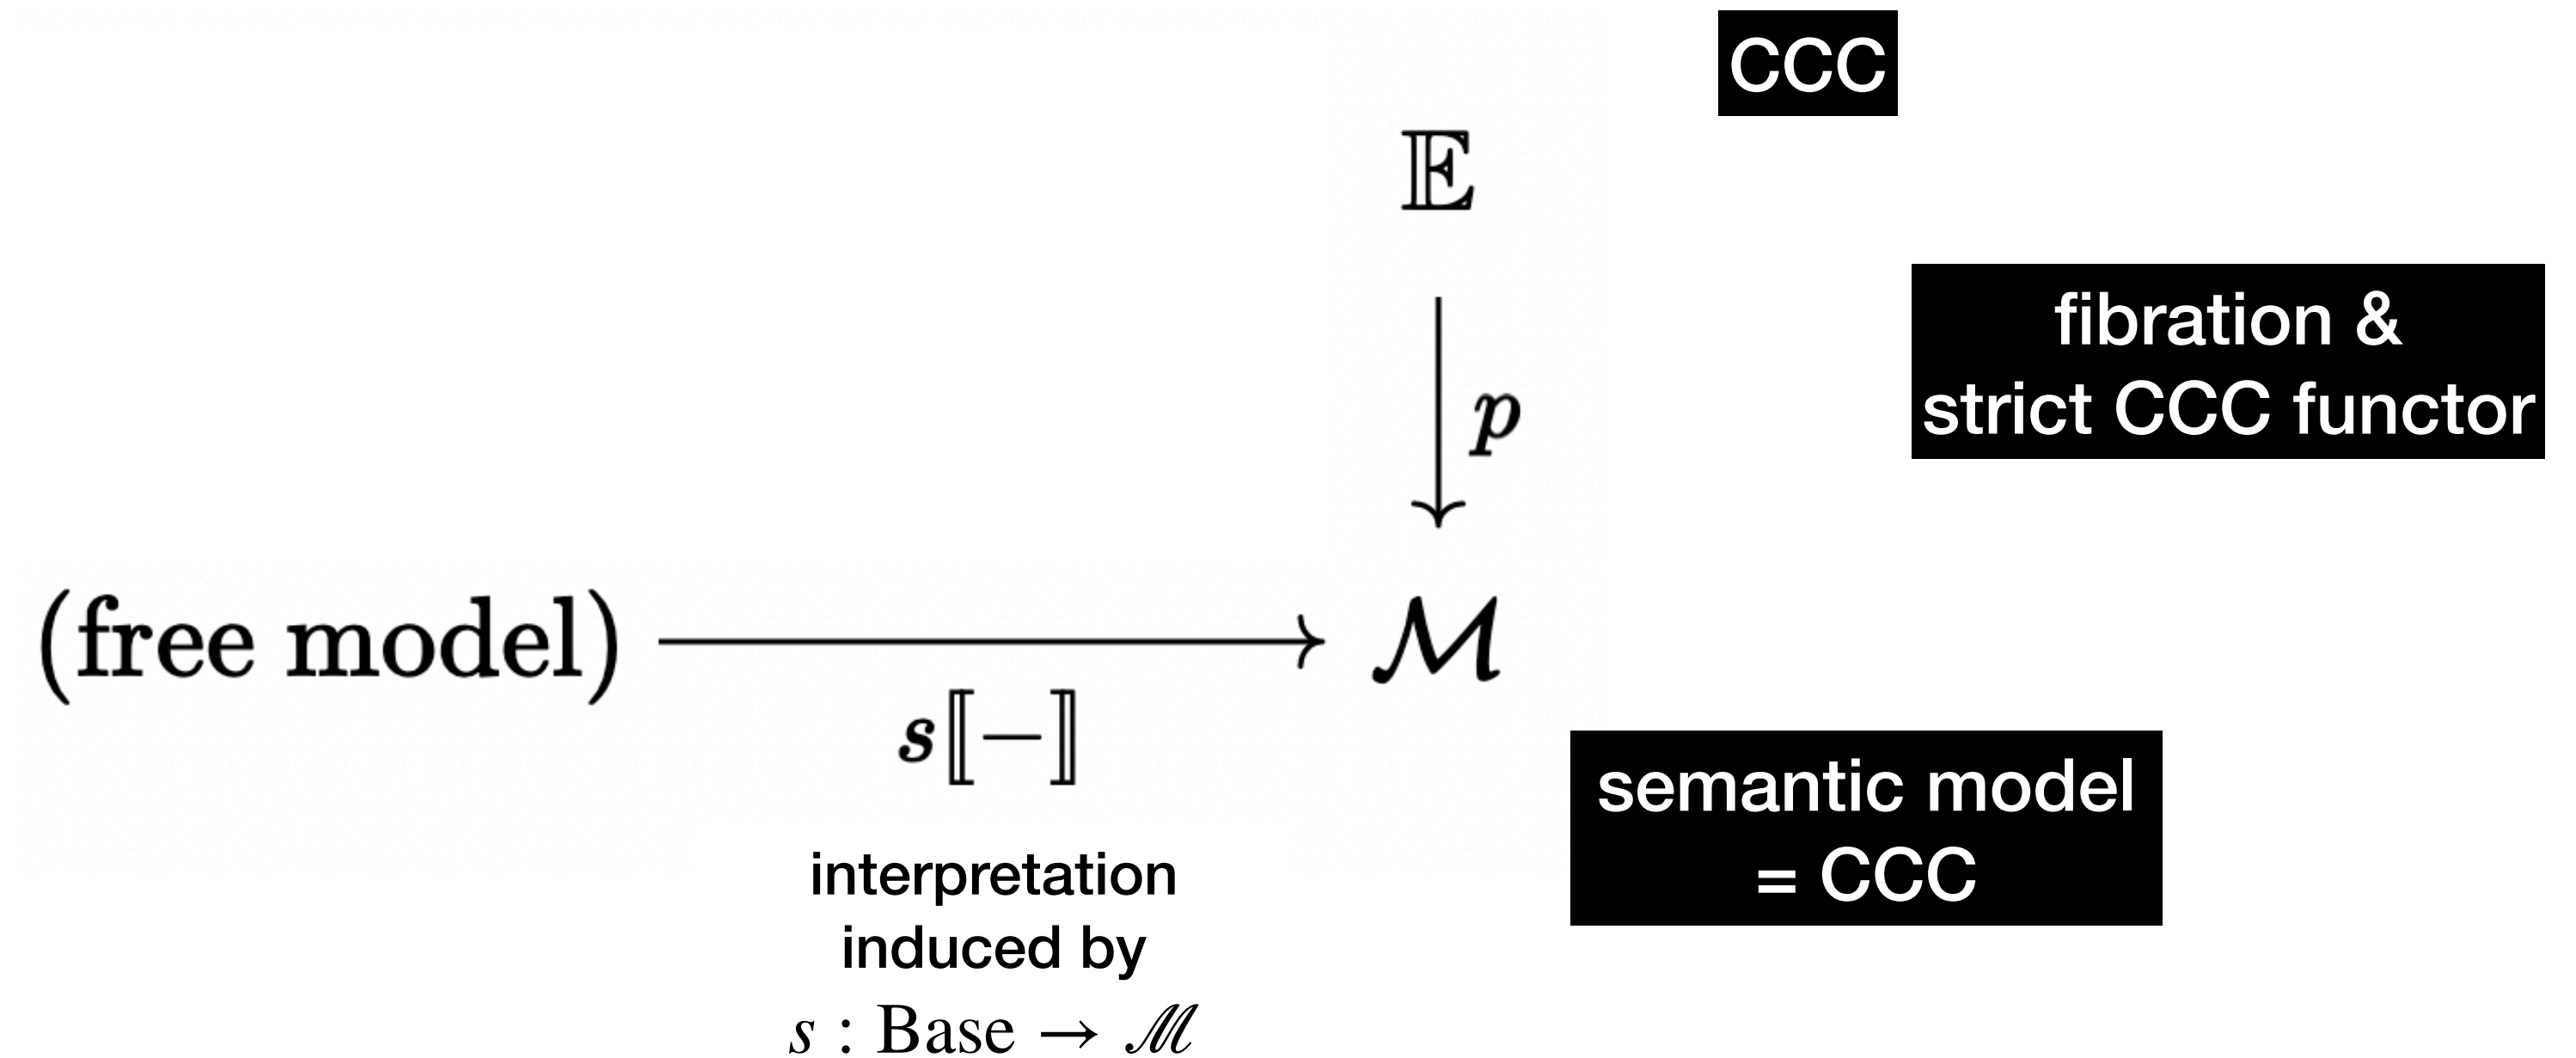 CCC
𝔼
fibration &
strict CCC functor
p
(free model)
ℳ
s⟦−⟧
semantic model
= CCC
interpretation
induced by
s : Base → ℳ